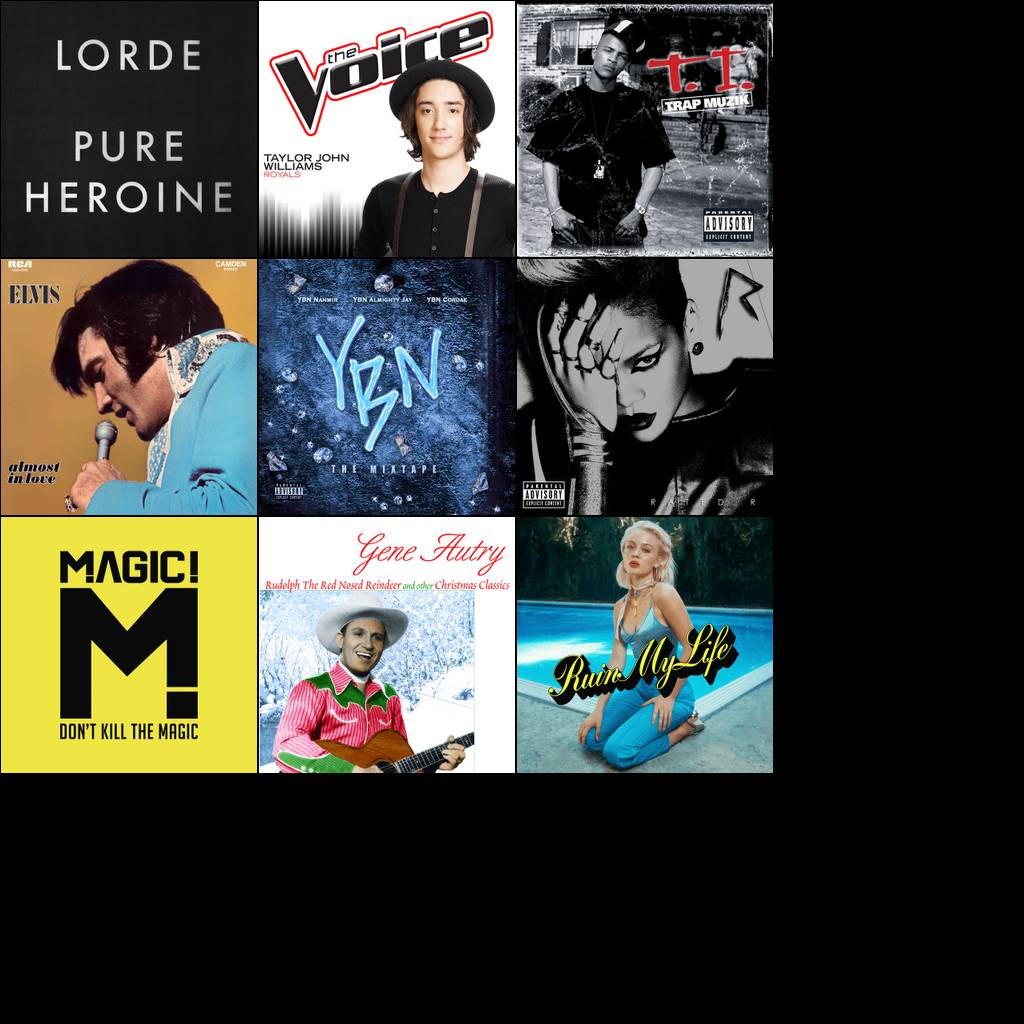 LORDE
PURE
HEROINE
the
Voice
TAYLOR JOHN
WILLIAMS
ROYALS
T.I.
TRAP MUZIK
PARENTAL
ADVISORY
EXPLICIT CONTENT
RCA
CAMDEN
STEREO
ELVIS
almost
in love
YBN NAHMIR YBN ALMIGHTY JAY YBN CORDAE
YBN
THE MIXTAPE
PARENTAL
ADVISORY
EXPLICIT CONTENT
R
PARENTAL
ADVISORY
EXPLICIT CONTENT
RATED R
MAGIC!
M!
DON'T KILL THE MAGIC
Gene Autry
Rudolph The Red Nosed Reindeer and other Christmas Classics
Ruin My Life